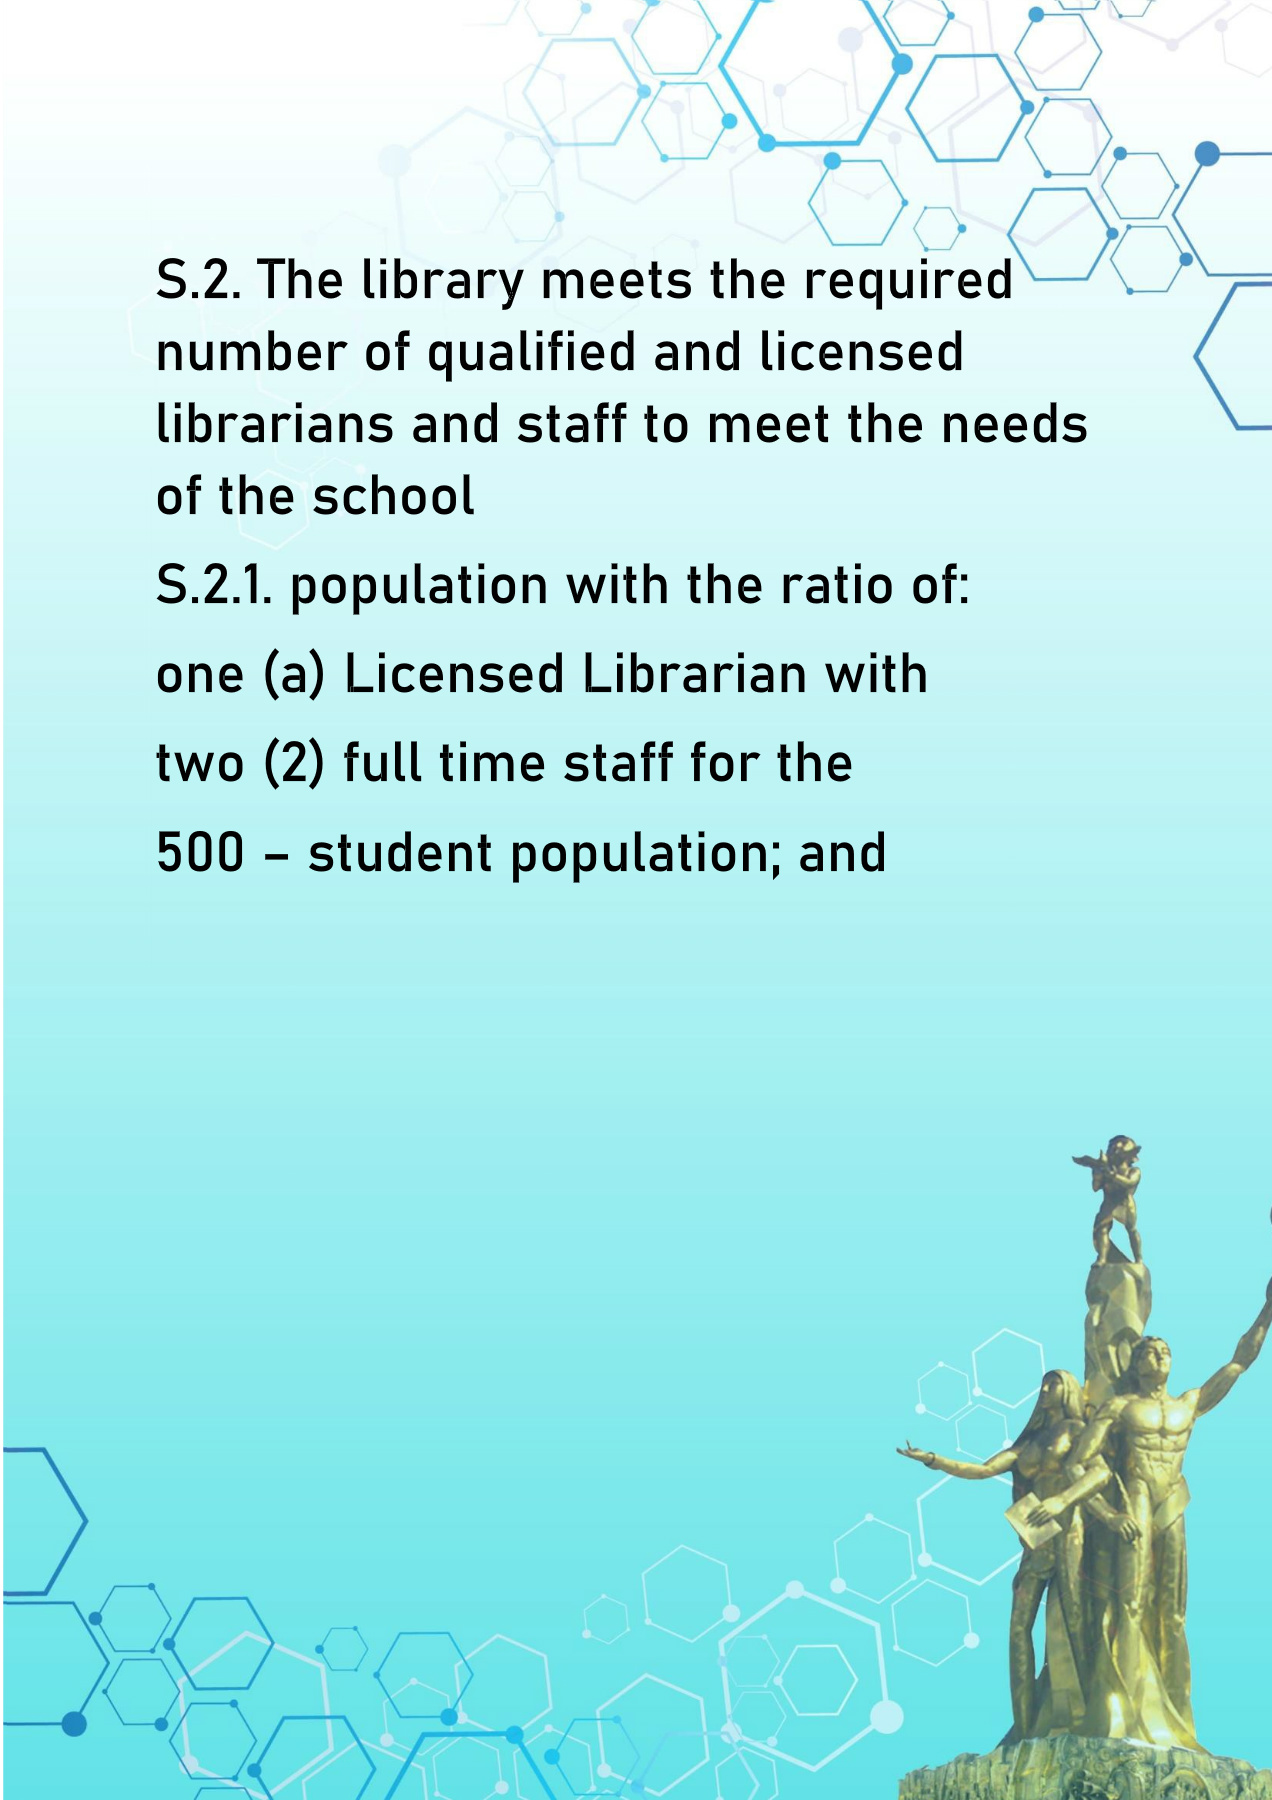 S.2. The library meets the required
number of qualified and licensed
librarians and staff to meet the needs
of the school
S.2.1. population with the ratio of:
one (a) Licensed Librarian with
two (2) full time staff for the
500 – student population; and